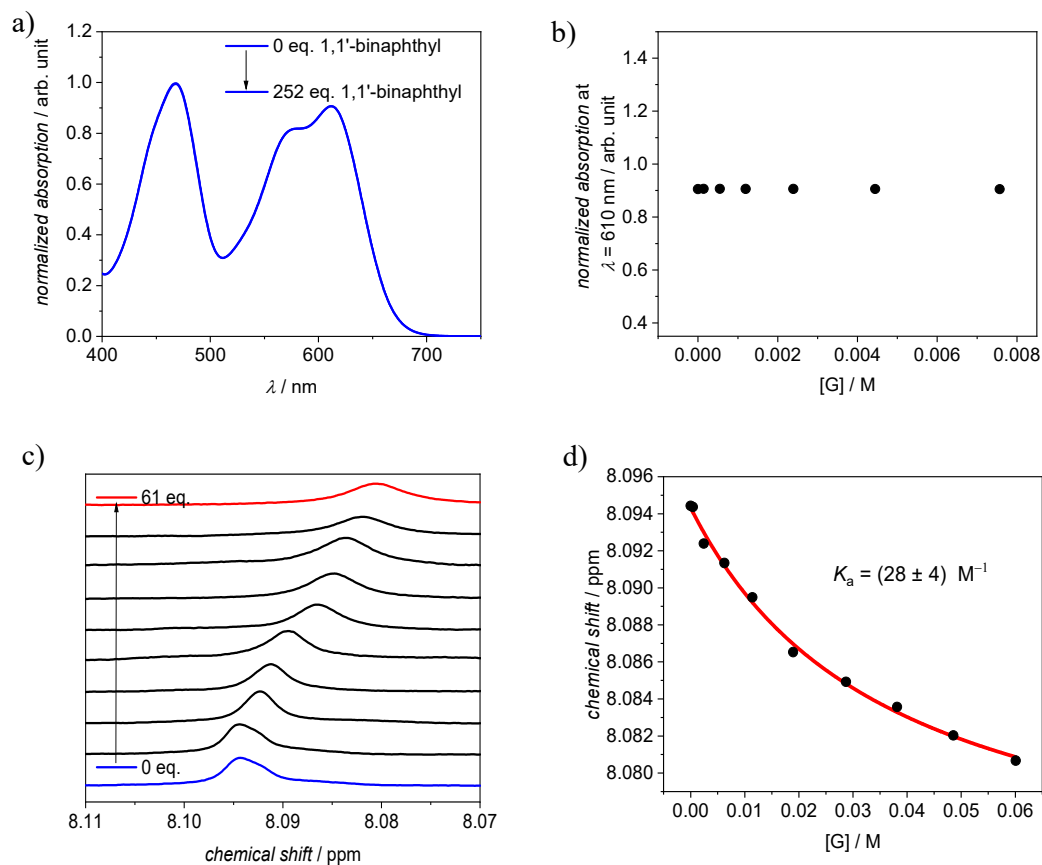 a)
0 eq. 1,1'-binaphthyl
252 eq. 1,1'-binaphthyl
normalized absorption / arb. unit
1.2
1.0
0.8
0.6
0.4
0.2
0.0
400
500
600
700
λ / nm
b)
normalized absorption at
λ = 610 nm / arb. unit
1.4
1.2
1.0
0.8
0.6
0.4
0.000
0.002
0.004
0.006
0.008
[G] / M
c)
61 eq.
0 eq.
8.11
8.10
8.09
8.08
8.07
chemical shift / ppm
d)
chemical shift / ppm
8.096
8.094
8.092
8.090
8.088
8.086
8.084
8.082
8.080
Ka = (28 ± 4) M⁻¹
0.00
0.01
0.02
0.03
0.04
0.05
0.06
[G] / M